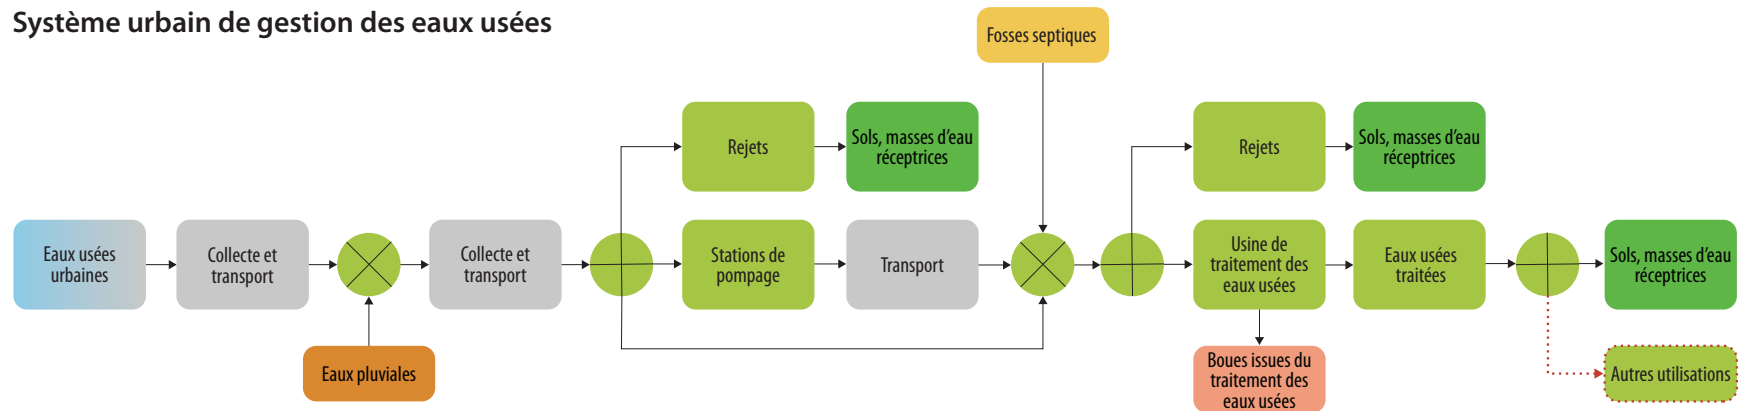 Système urbain de gestion des eaux usées
Fosses septiques
Rejets
Sols, masses d'eau
réceptrices
Rejets
Sols, masses d'eau
réceptrices
Eaux usées
urbaines
Collecte et
transport
Collecte et
transport
Stations de
pompage
Transport
Usine de
traitement des
eaux usées
Eaux usées
traitées
Sols, masses d'eau
réceptrices
Eaux pluviales
Boues issues du
traitement des
eaux usées
Autres utilisations